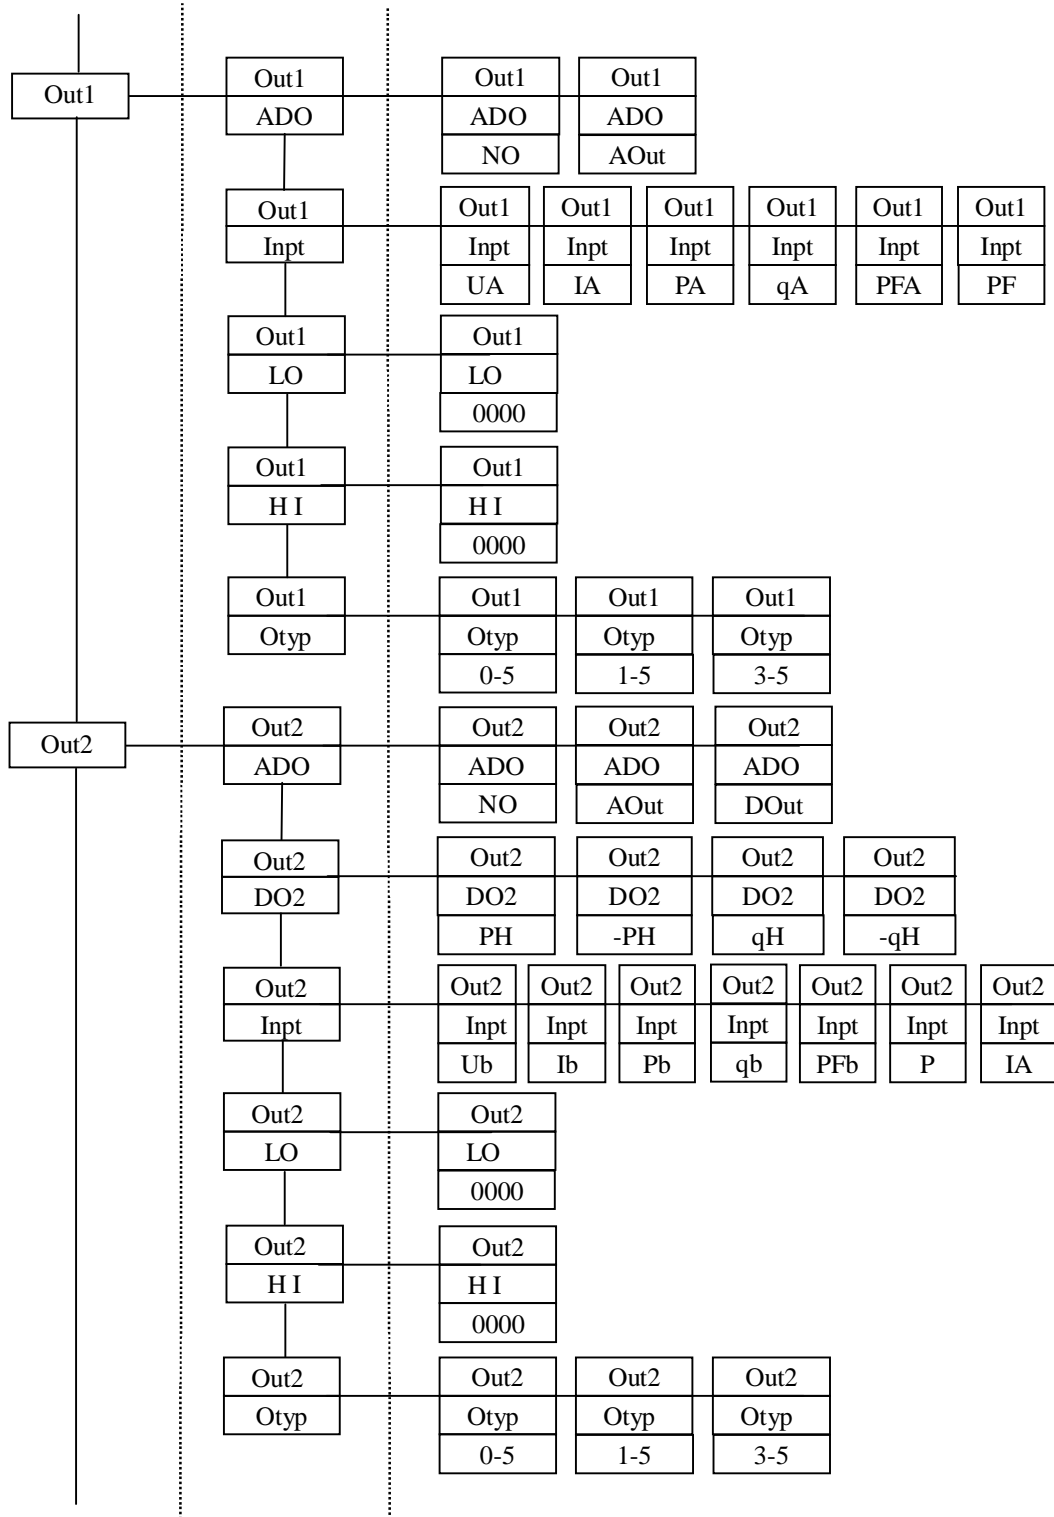 Out1
Out1
Out1 Out1
ADO
ADO ADO
NO AOut
Out1
Out1 Out1 Out1 Out1 Out1 Out1
Inpt
Inpt Inpt Inpt Inpt Inpt Inpt
UA IA PA qA PFA PF
Out1 Out1
LO LO
0000
Out1 Out1
H I H I
0000
Out1 Out1 Out1 Out1
Otyp Otyp Otyp Otyp
0-5 1-5 3-5
Out2
Out2 Out2 Out2 Out2
ADO ADO ADO ADO
NO AOut DOut
Out2 Out2 Out2 Out2 Out2
DO2 DO2 DO2 DO2 DO2
PH -PH qH -qH
Out2 Out2 Out2 Out2 Out2 Out2 Out2 Out2
Inpt Inpt Inpt Inpt Inpt Inpt Inpt Inpt
Ub Ib Pb qb PFb P IA
Out2 Out2
LO LO
0000
Out2 Out2
H I H I
0000
Out2 Out2 Out2 Out2
Otyp Otyp Otyp Otyp
0-5 1-5 3-5